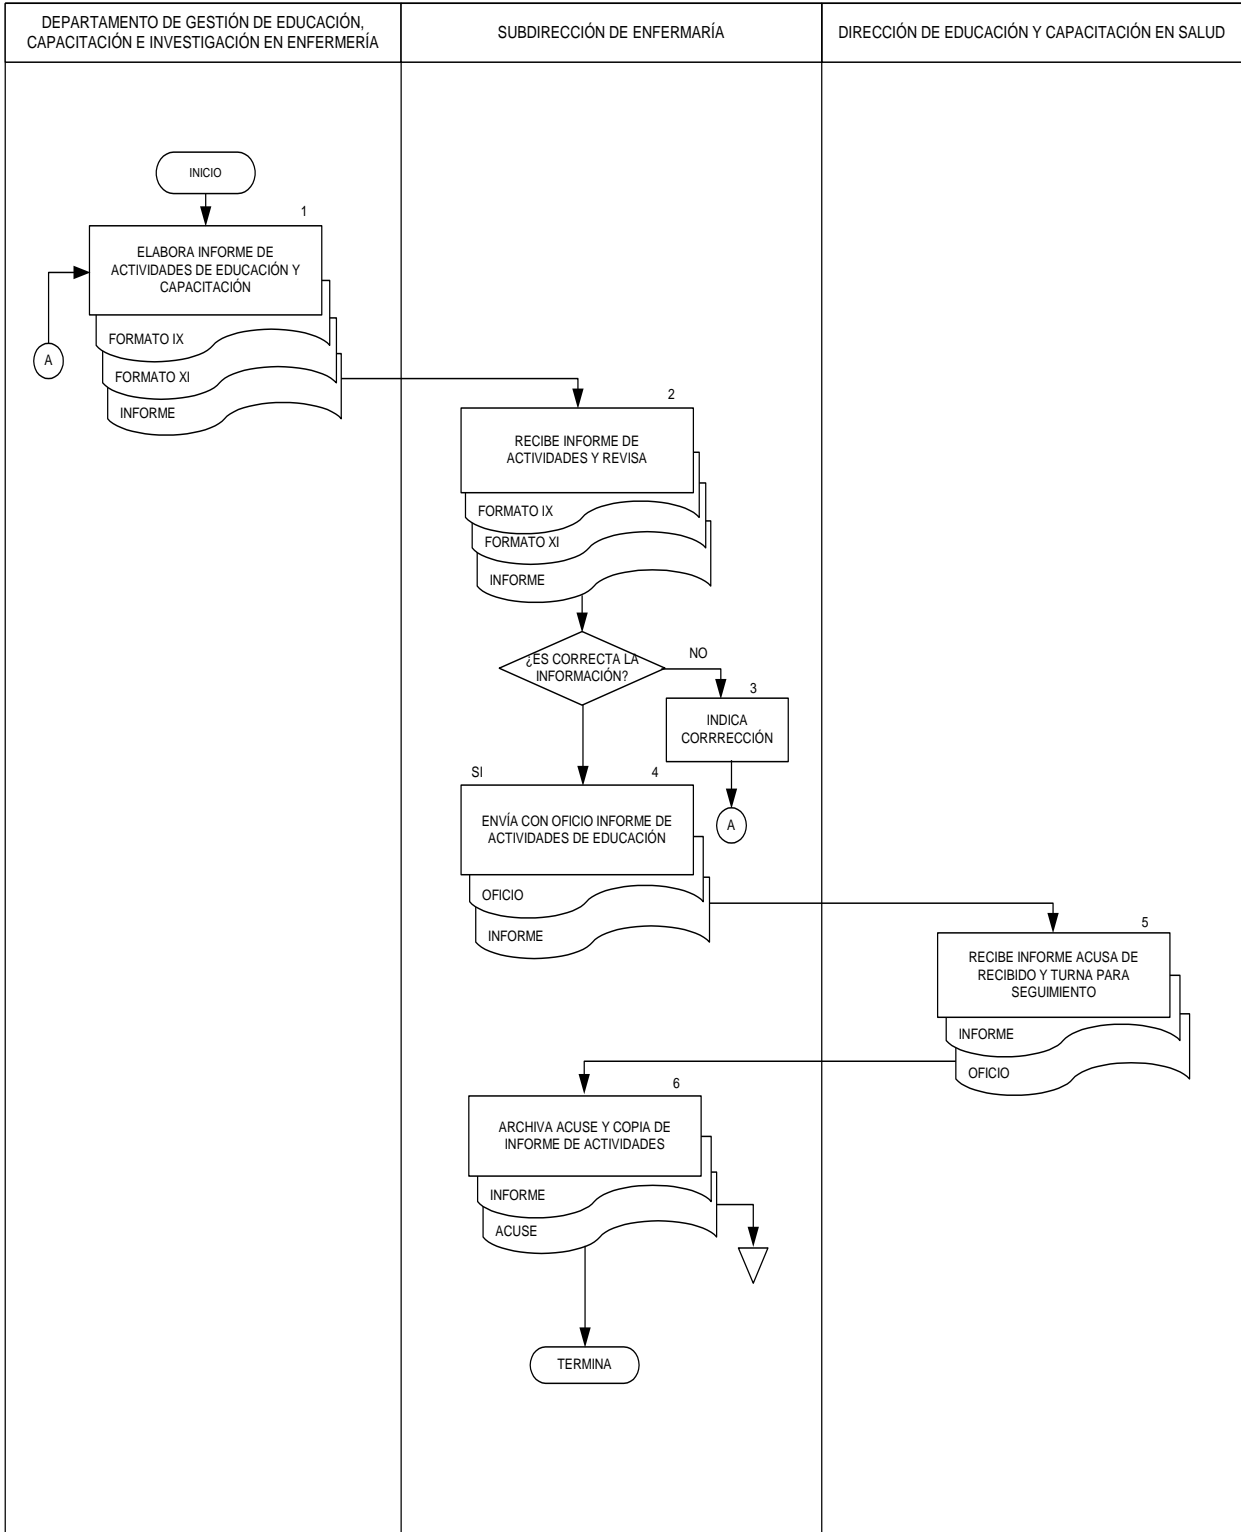 DEPARTAMENTO DE GESTIÓN DE EDUCACIÓN,
CAPACITACIÓN E INVESTIGACIÓN EN ENFERMERÍA
SUBDIRECCIÓN DE ENFERMARÍA
DIRECCIÓN DE EDUCACIÓN Y CAPACITACIÓN EN SALUD
INICIO
1
ELABORA INFORME DE
ACTIVIDADES DE EDUCACIÓN Y
CAPACITACIÓN
FORMATO IX
A
FORMATO XI
INFORME
2
RECIBE INFORME DE
ACTIVIDADES Y REVISA
FORMATO IX
FORMATO XI
INFORME
¿ES CORRECTA LA
INFORMACIÓN?
NO
3
INDICA
CORRRECCIÓN
A
SI
4
ENVÍA CON OFICIO INFORME DE
ACTIVIDADES DE EDUCACIÓN
OFICIO
INFORME
5
RECIBE INFORME ACUSA DE
RECIBIDO Y TURNA PARA
SEGUIMIENTO
INFORME
OFICIO
6
ARCHIVA ACUSE Y COPIA DE
INFORME DE ACTIVIDADES
INFORME
ACUSE
TERMINA